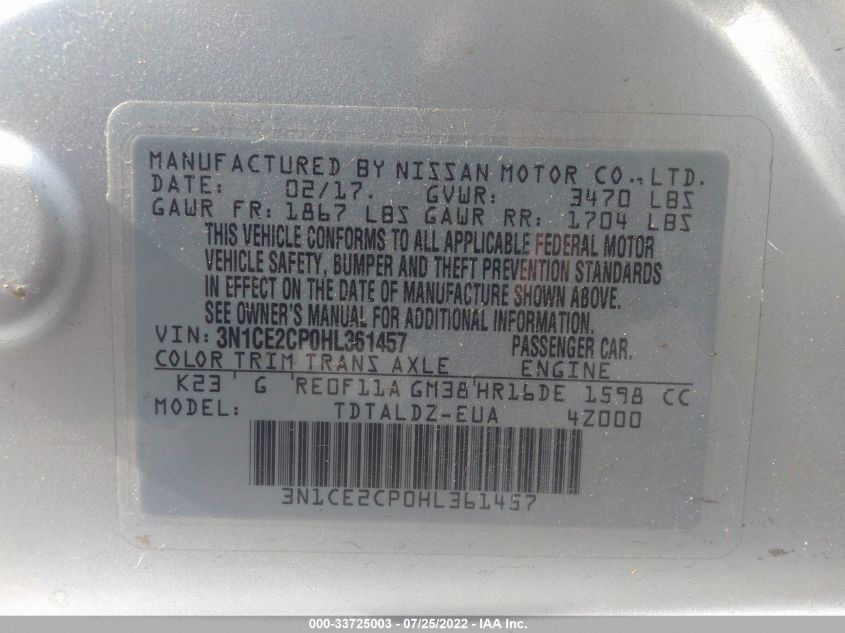 MANUFACTURED BY NISSAN MOTOR CO., LTD.
DATE: 02/17. GVWR: 3470 LBS
GAWR FR: 1867 LBS GAWR RR: 1704 LBS
THIS VEHICLE CONFORMS TO ALL APPLICABLE FEDERAL MOTOR
VEHICLE SAFETY, BUMPER AND THEFT PREVENTION STANDARDS
IN EFFECT ON THE DATE OF MANUFACTURE SHOWN ABOVE.
SEE OWNER'S MANUAL FOR ADDITIONAL INFORMATION.
VIN: 3N1CE2CP0HL361457 PASSENGER CAR.
COLOR TRIM TRANS AXLE ENGINE
K23 G RE0F11A GM38 HR16DE 1598 CC
MODEL: TDTALDZ-EUA 4Z000
3N1CE2CP0HL361457
000-33725003 - 07/25/2022 - IAA Inc.